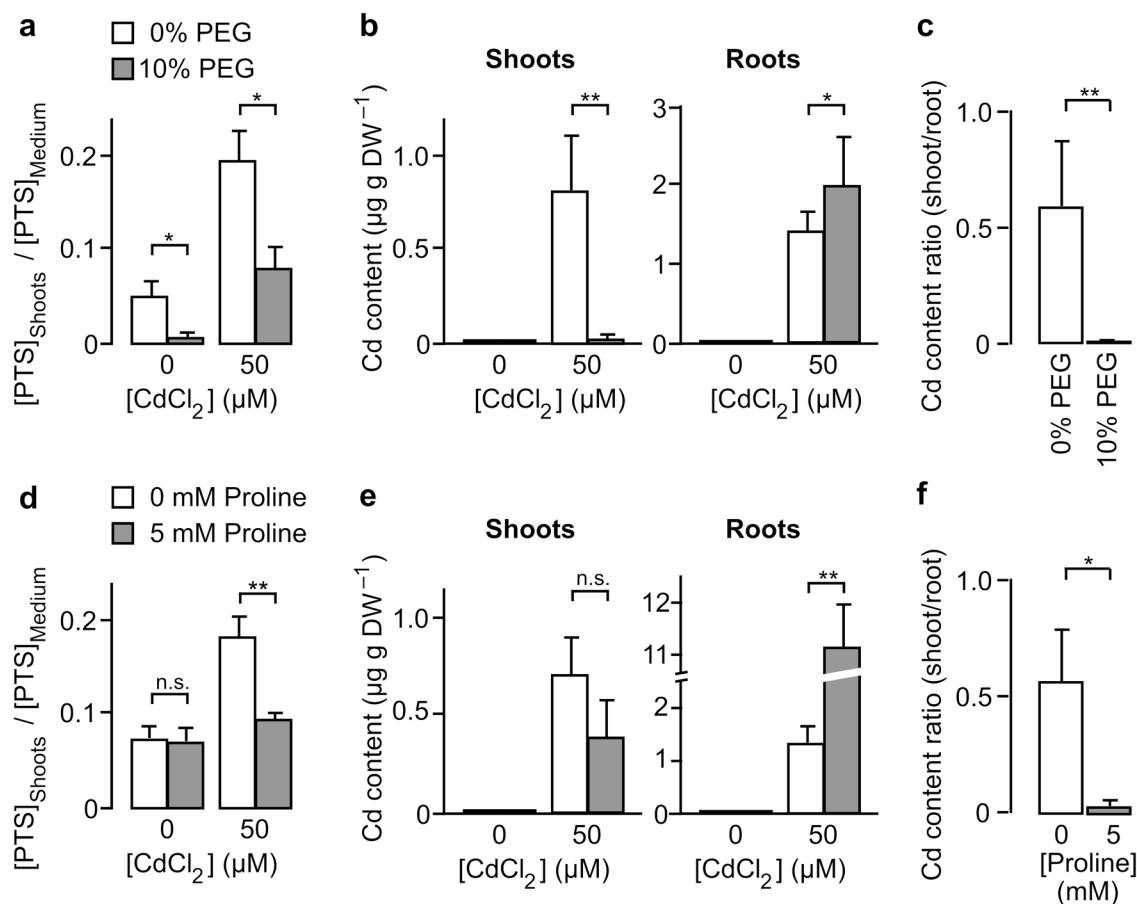 a
0% PEG
10% PEG
[PTS]Shoots / [PTS]Medium
0.2
0.1
0
*
*
0
50
[CdCl2] (µM)
b
Shoots
Roots
Cd content (µg g DW−1)
1.0
0.5
0
**
0
50
[CdCl2] (µM)
3
2
1
0
*
0
50
[CdCl2] (µM)
c
Cd content ratio (shoot/root)
1.0
0.5
0
**
0% PEG
10% PEG
d
0 mM Proline
5 mM Proline
[PTS]Shoots / [PTS]Medium
0.2
0.1
0
n.s.
**
0
50
[CdCl2] (µM)
e
Shoots
Roots
Cd content (µg g DW−1)
1.0
0.5
0
n.s.
0
50
[CdCl2] (µM)
12
11
2
1
0
**
0
50
[CdCl2] (µM)
f
Cd content ratio (shoot/root)
1.0
0.5
0
*
0
5
[Proline]
(mM)